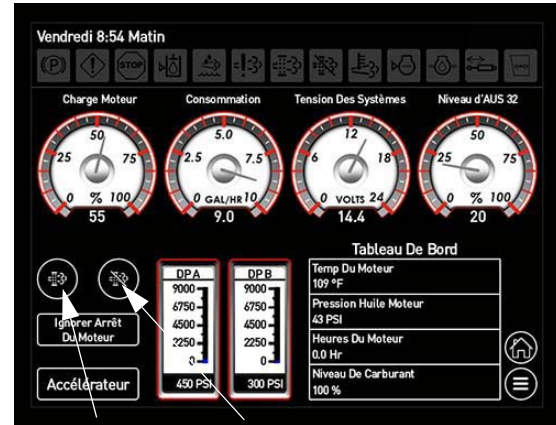 Vendredi 8:54 Matin
(P)
STOP
Charge Moteur
Consommation
Tension Des Systèmes
Niveau d'AUS 32
50
25
75
0
%
100
55
5.0
2.5
7.5
0
GAL/HR
10
9.0
12
6
18
0
VOLTS
24
14.4
50
25
75
0
%
100
20
Ignorer Arrêt
Du Moteur
Accélérateur
DP A
9000
6750
4500
2250
0
450 PSI
DP B
9000
6750
4500
2250
0
300 PSI
Tableau De Bord
Temp Du Moteur
109 °F
Pression Huile Moteur
43 PSI
Heures Du Moteur
0.0 Hr
Niveau De Carburant
100 %